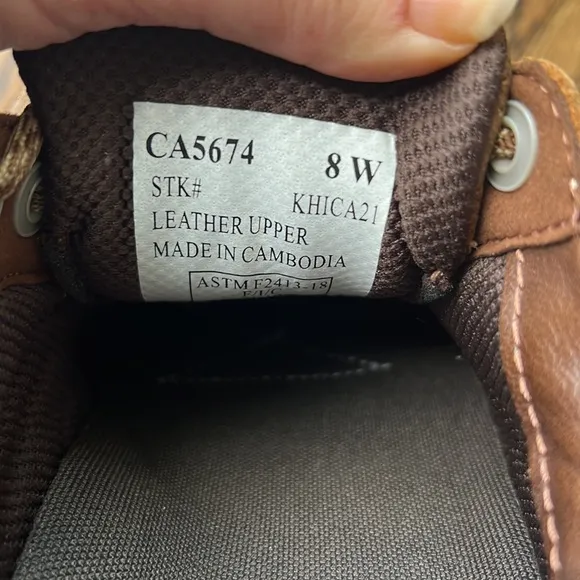 CA5674 8 W
STK# KHICA21
LEATHER UPPER
MADE IN CAMBODIA
ASTM F2413-18